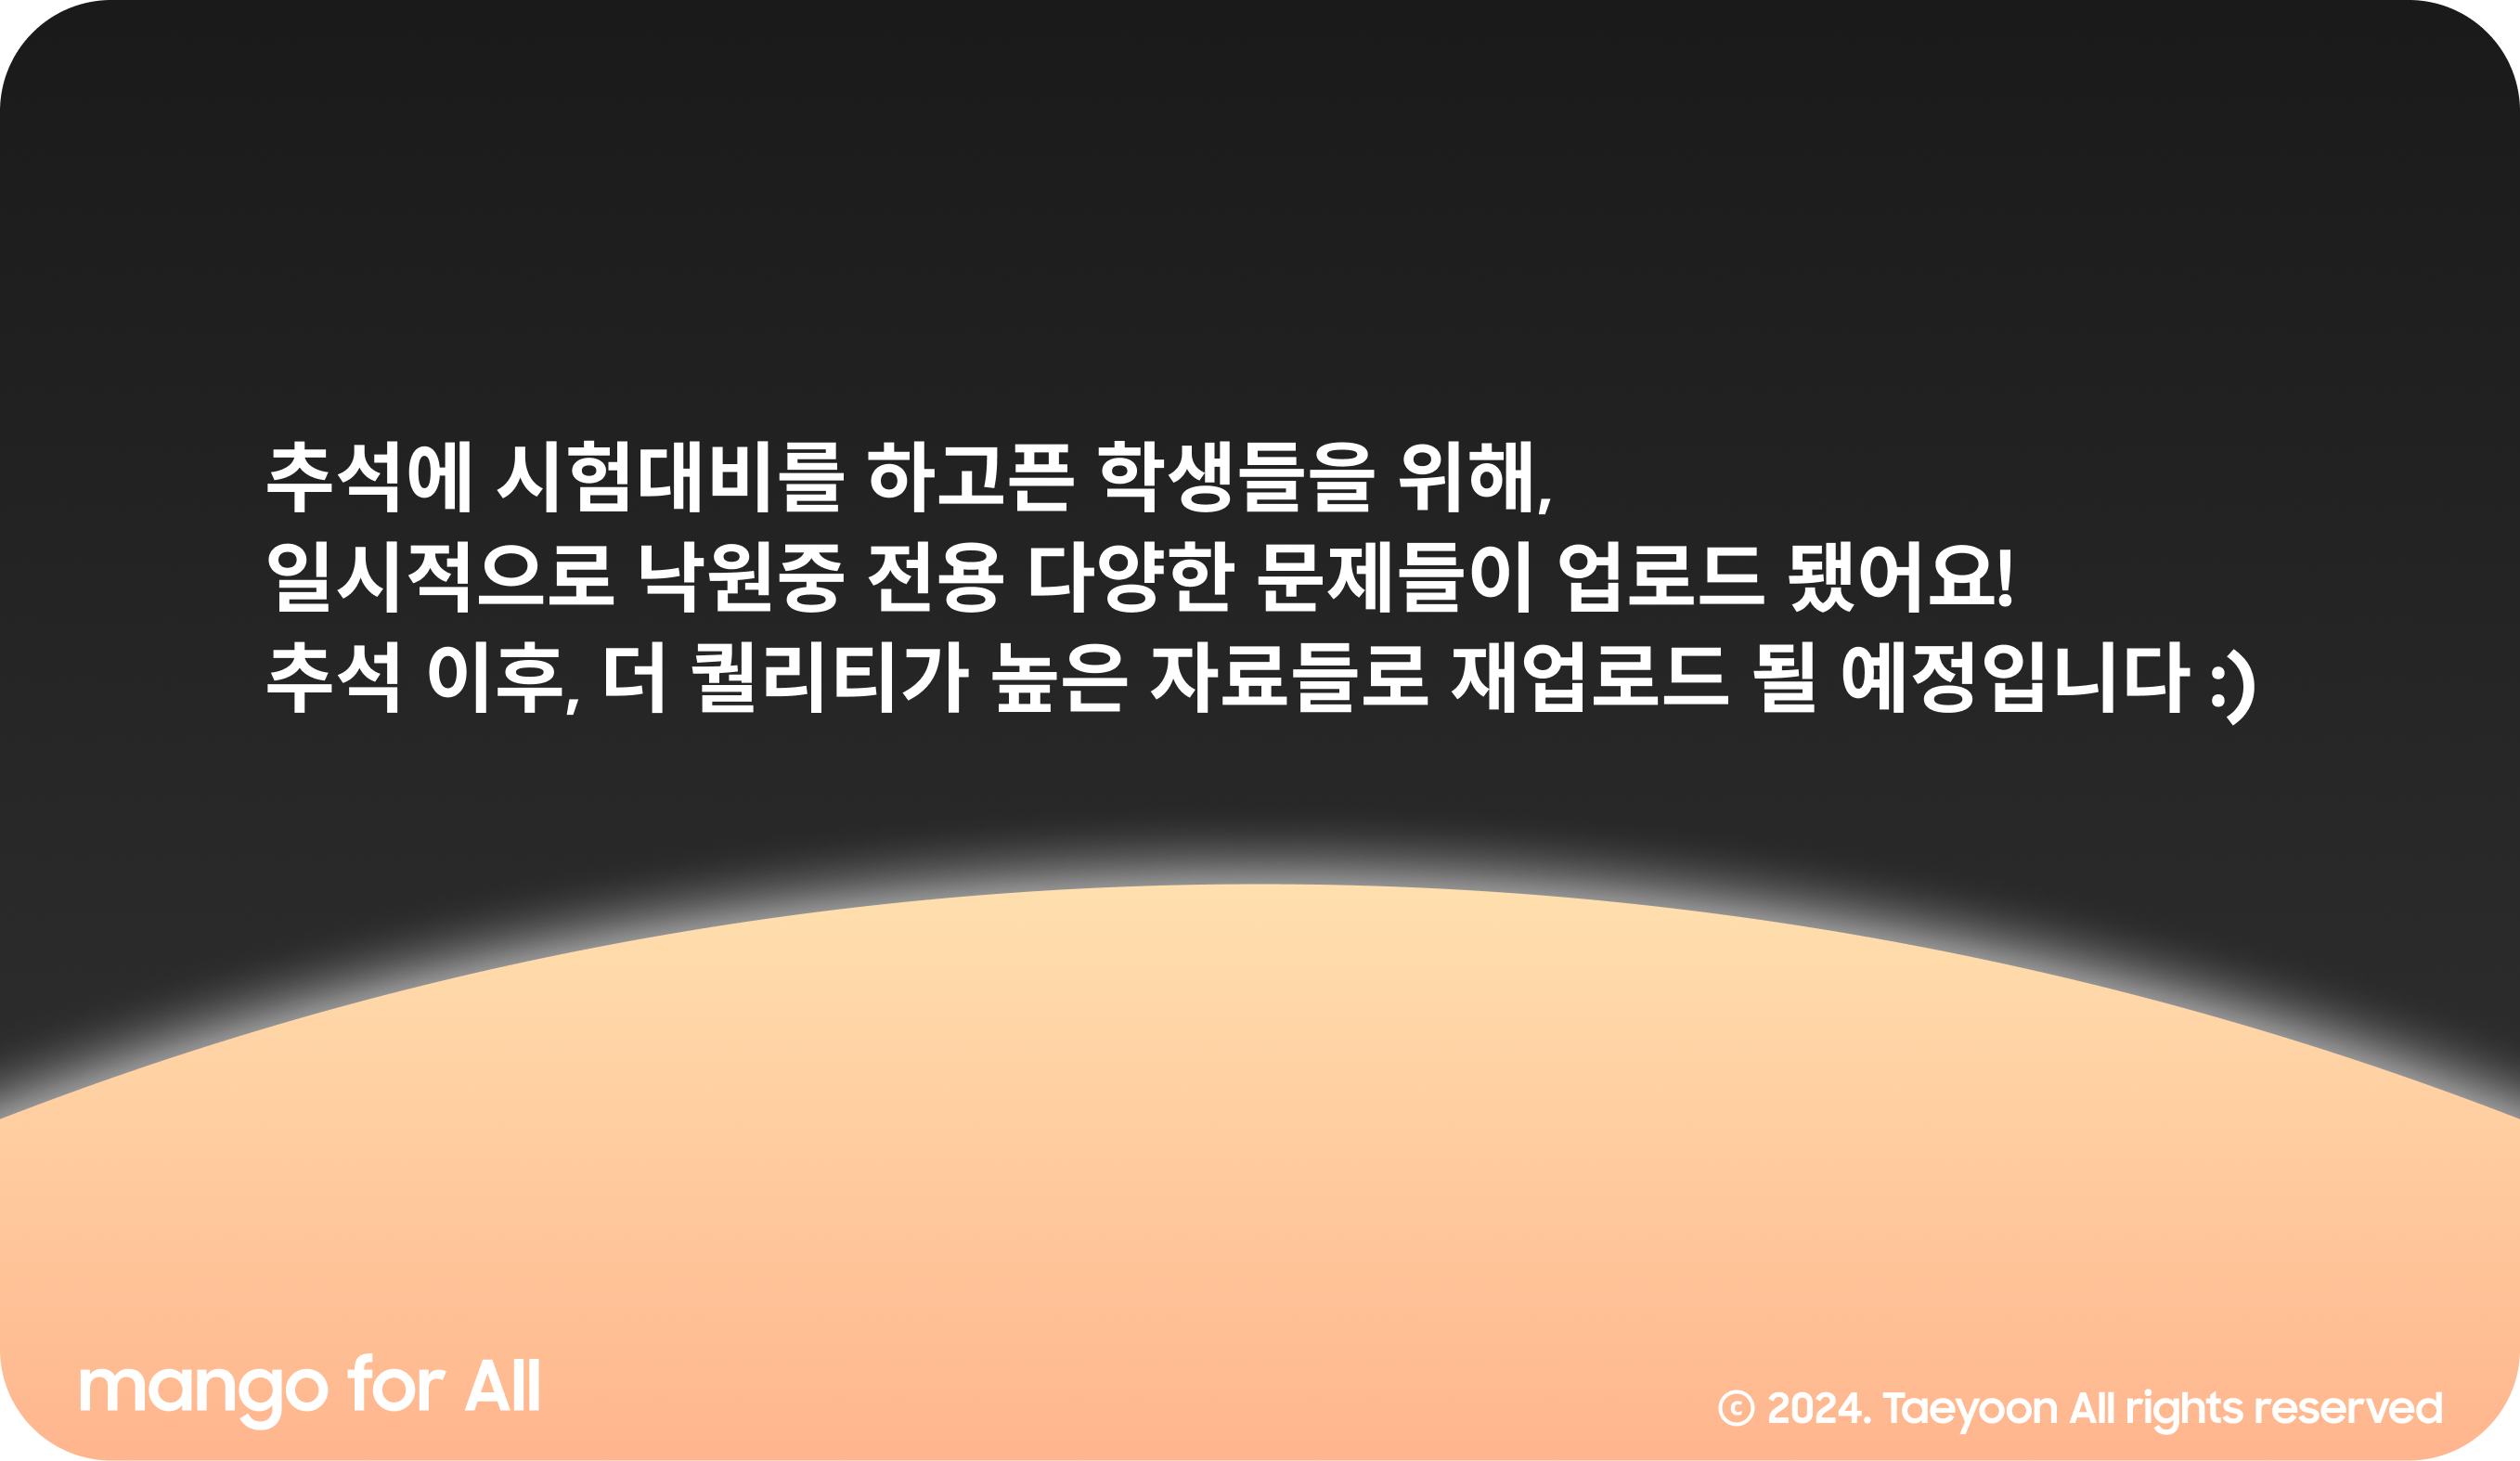 추석에 시험대비를 하고픈 학생들을 위해,
일시적으로 낙원중 전용 다양한 문제들이 업로드 됐어요!
추석 이후, 더 퀄리티가 높은 자료들로 재업로드 될 예정입니다 :)
mango for All
© 2024. Taeyoon All rights reserved